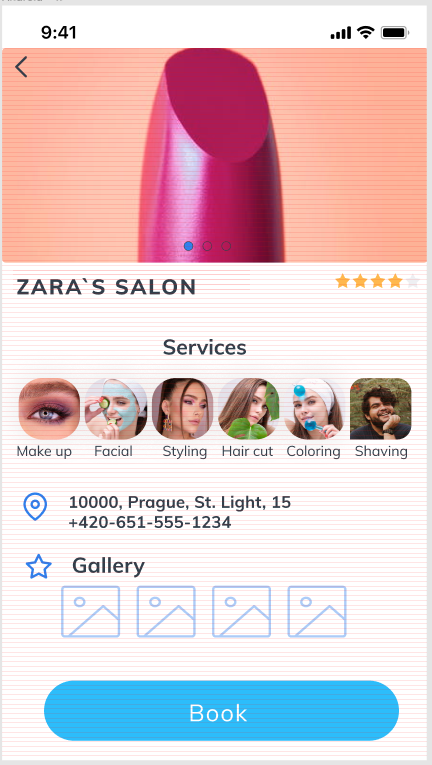 9:41
ZARA`S SALON
Services
Make up Facial Styling Hair cut Coloring Shaving
10000, Prague, St. Light, 15
+420-651-555-1234
Gallery
Book